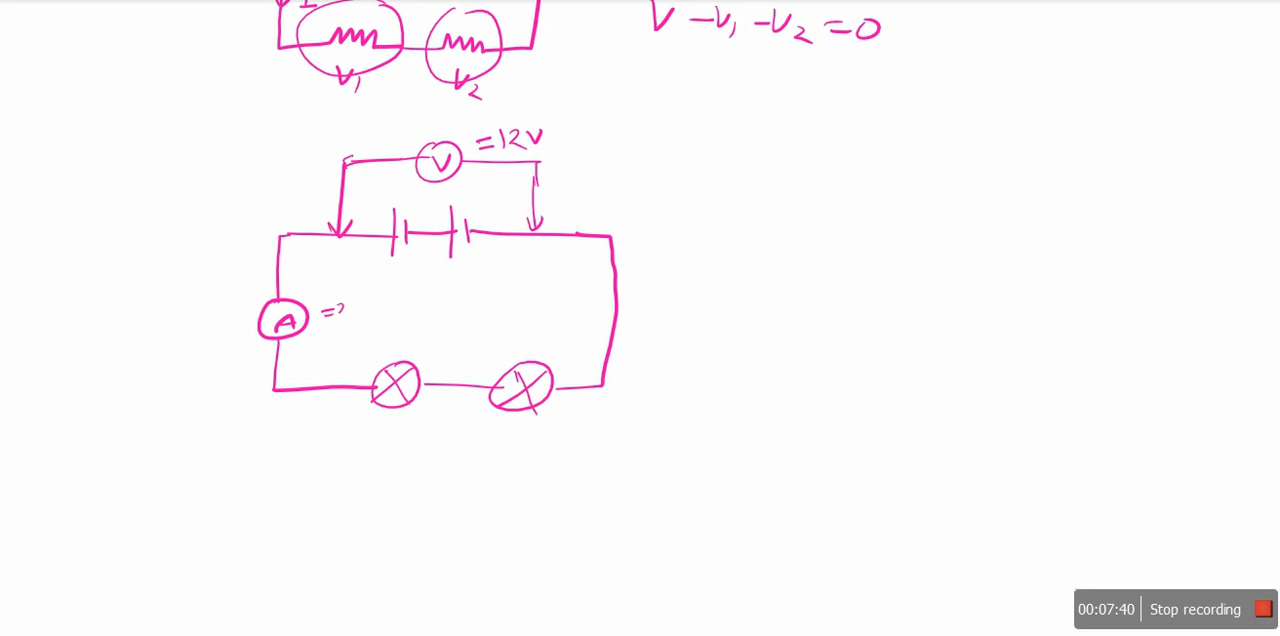 V - V₁ - V₂ = 0
V₁
V₂
= 12V
V
A
=
00:07:40
Stop recording